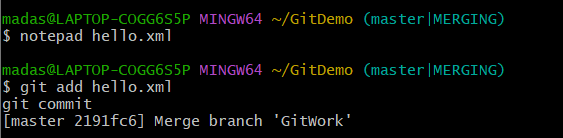 madas@LAPTOP-COGG6S5P MINGW64 ~/GitDemo (master|MERGING)
$ notepad hello.xml
madas@LAPTOP-COGG6S5P MINGW64 ~/GitDemo (master|MERGING)
$ git add hello.xml
git commit
[master 2191fc6] Merge branch 'GitWork'